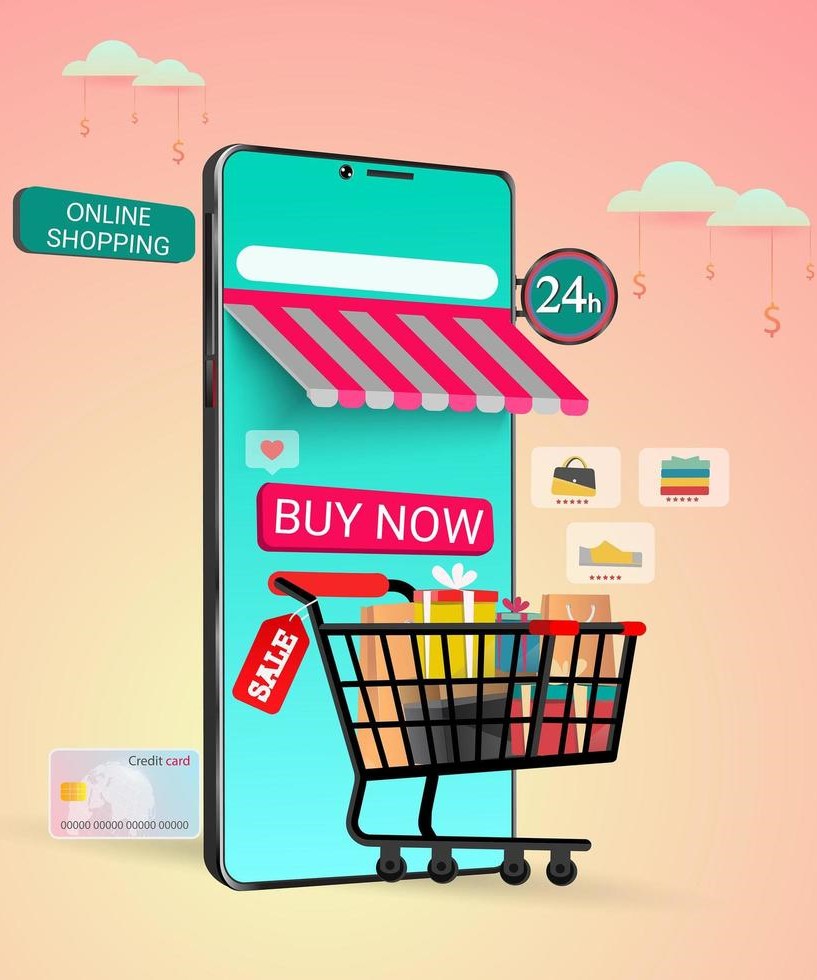 $ $ $ $
ONLINE
SHOPPING
24h
$ $ $ $
BUY NOW
SALE
Credit card
00000 00000 00000 00000